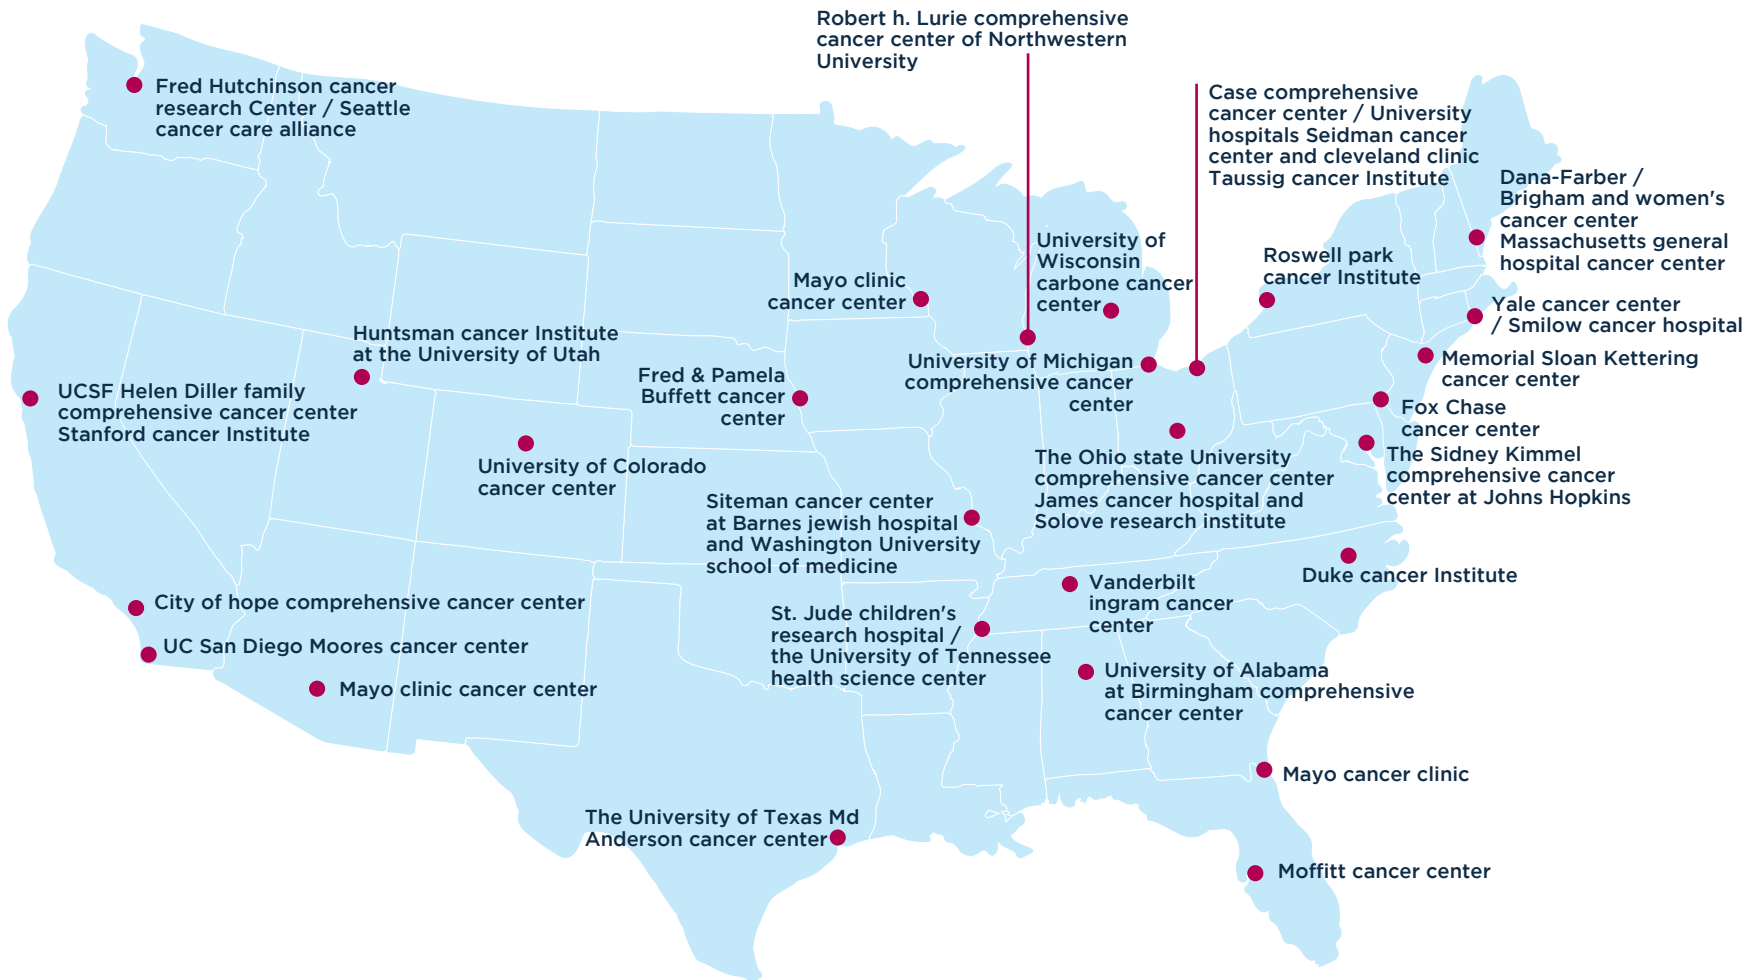 Robert h. Lurie comprehensive
cancer center of Northwestern
University
Fred Hutchinson cancer
research Center / Seattle
cancer care alliance
Case comprehensive
cancer center / University
hospitals Seidman cancer
center and cleveland clinic
Taussig cancer Institute
Dana-Farber /
Brigham and women's
cancer center
Massachusetts general
hospital cancer center
University of
Wisconsin
carbone cancer
center
Roswell park
cancer Institute
Mayo clinic
cancer center
Yale cancer center
/ Smilow cancer hospital
Huntsman cancer Institute
at the University of Utah
University of Michigan
comprehensive cancer
center
Memorial Sloan Kettering
cancer center
Fred & Pamela
Buffett cancer
center
UCSF Helen Diller family
comprehensive cancer center
Stanford cancer Institute
Fox Chase
cancer center
University of Colorado
cancer center
The Ohio state University
comprehensive cancer center
James cancer hospital and
Solove research institute
The Sidney Kimmel
comprehensive cancer
center at Johns Hopkins
Siteman cancer center
at Barnes jewish hospital
and Washington University
school of medicine
Duke cancer Institute
Vanderbilt
ingram cancer
center
City of hope comprehensive cancer center
St. Jude children's
research hospital /
the University of Tennessee
health science center
UC San Diego Moores cancer center
University of Alabama
at Birmingham comprehensive
cancer center
Mayo clinic cancer center
Mayo cancer clinic
The University of Texas Md
Anderson cancer center
Moffitt cancer center